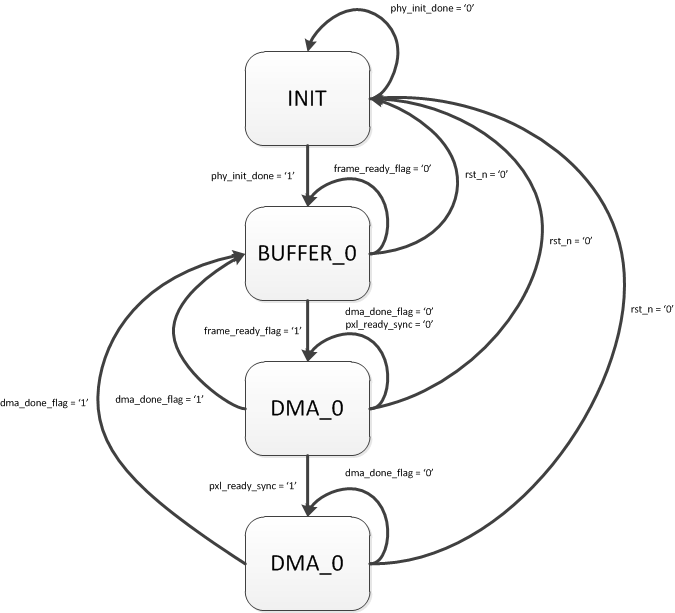 phy_init_done = ‘0’
INIT
phy_init_done = ‘1’
frame_ready_flag = ‘0’
rst_n = ‘0’
rst_n = ‘0’
rst_n = ‘0’
BUFFER_0
frame_ready_flag = ‘1’
dma_done_flag = ‘0’
pxl_ready_sync = ‘0’
dma_done_flag = ‘1’
dma_done_flag = ‘1’
DMA_0
pxl_ready_sync = ‘1’
dma_done_flag = ‘0’
DMA_0